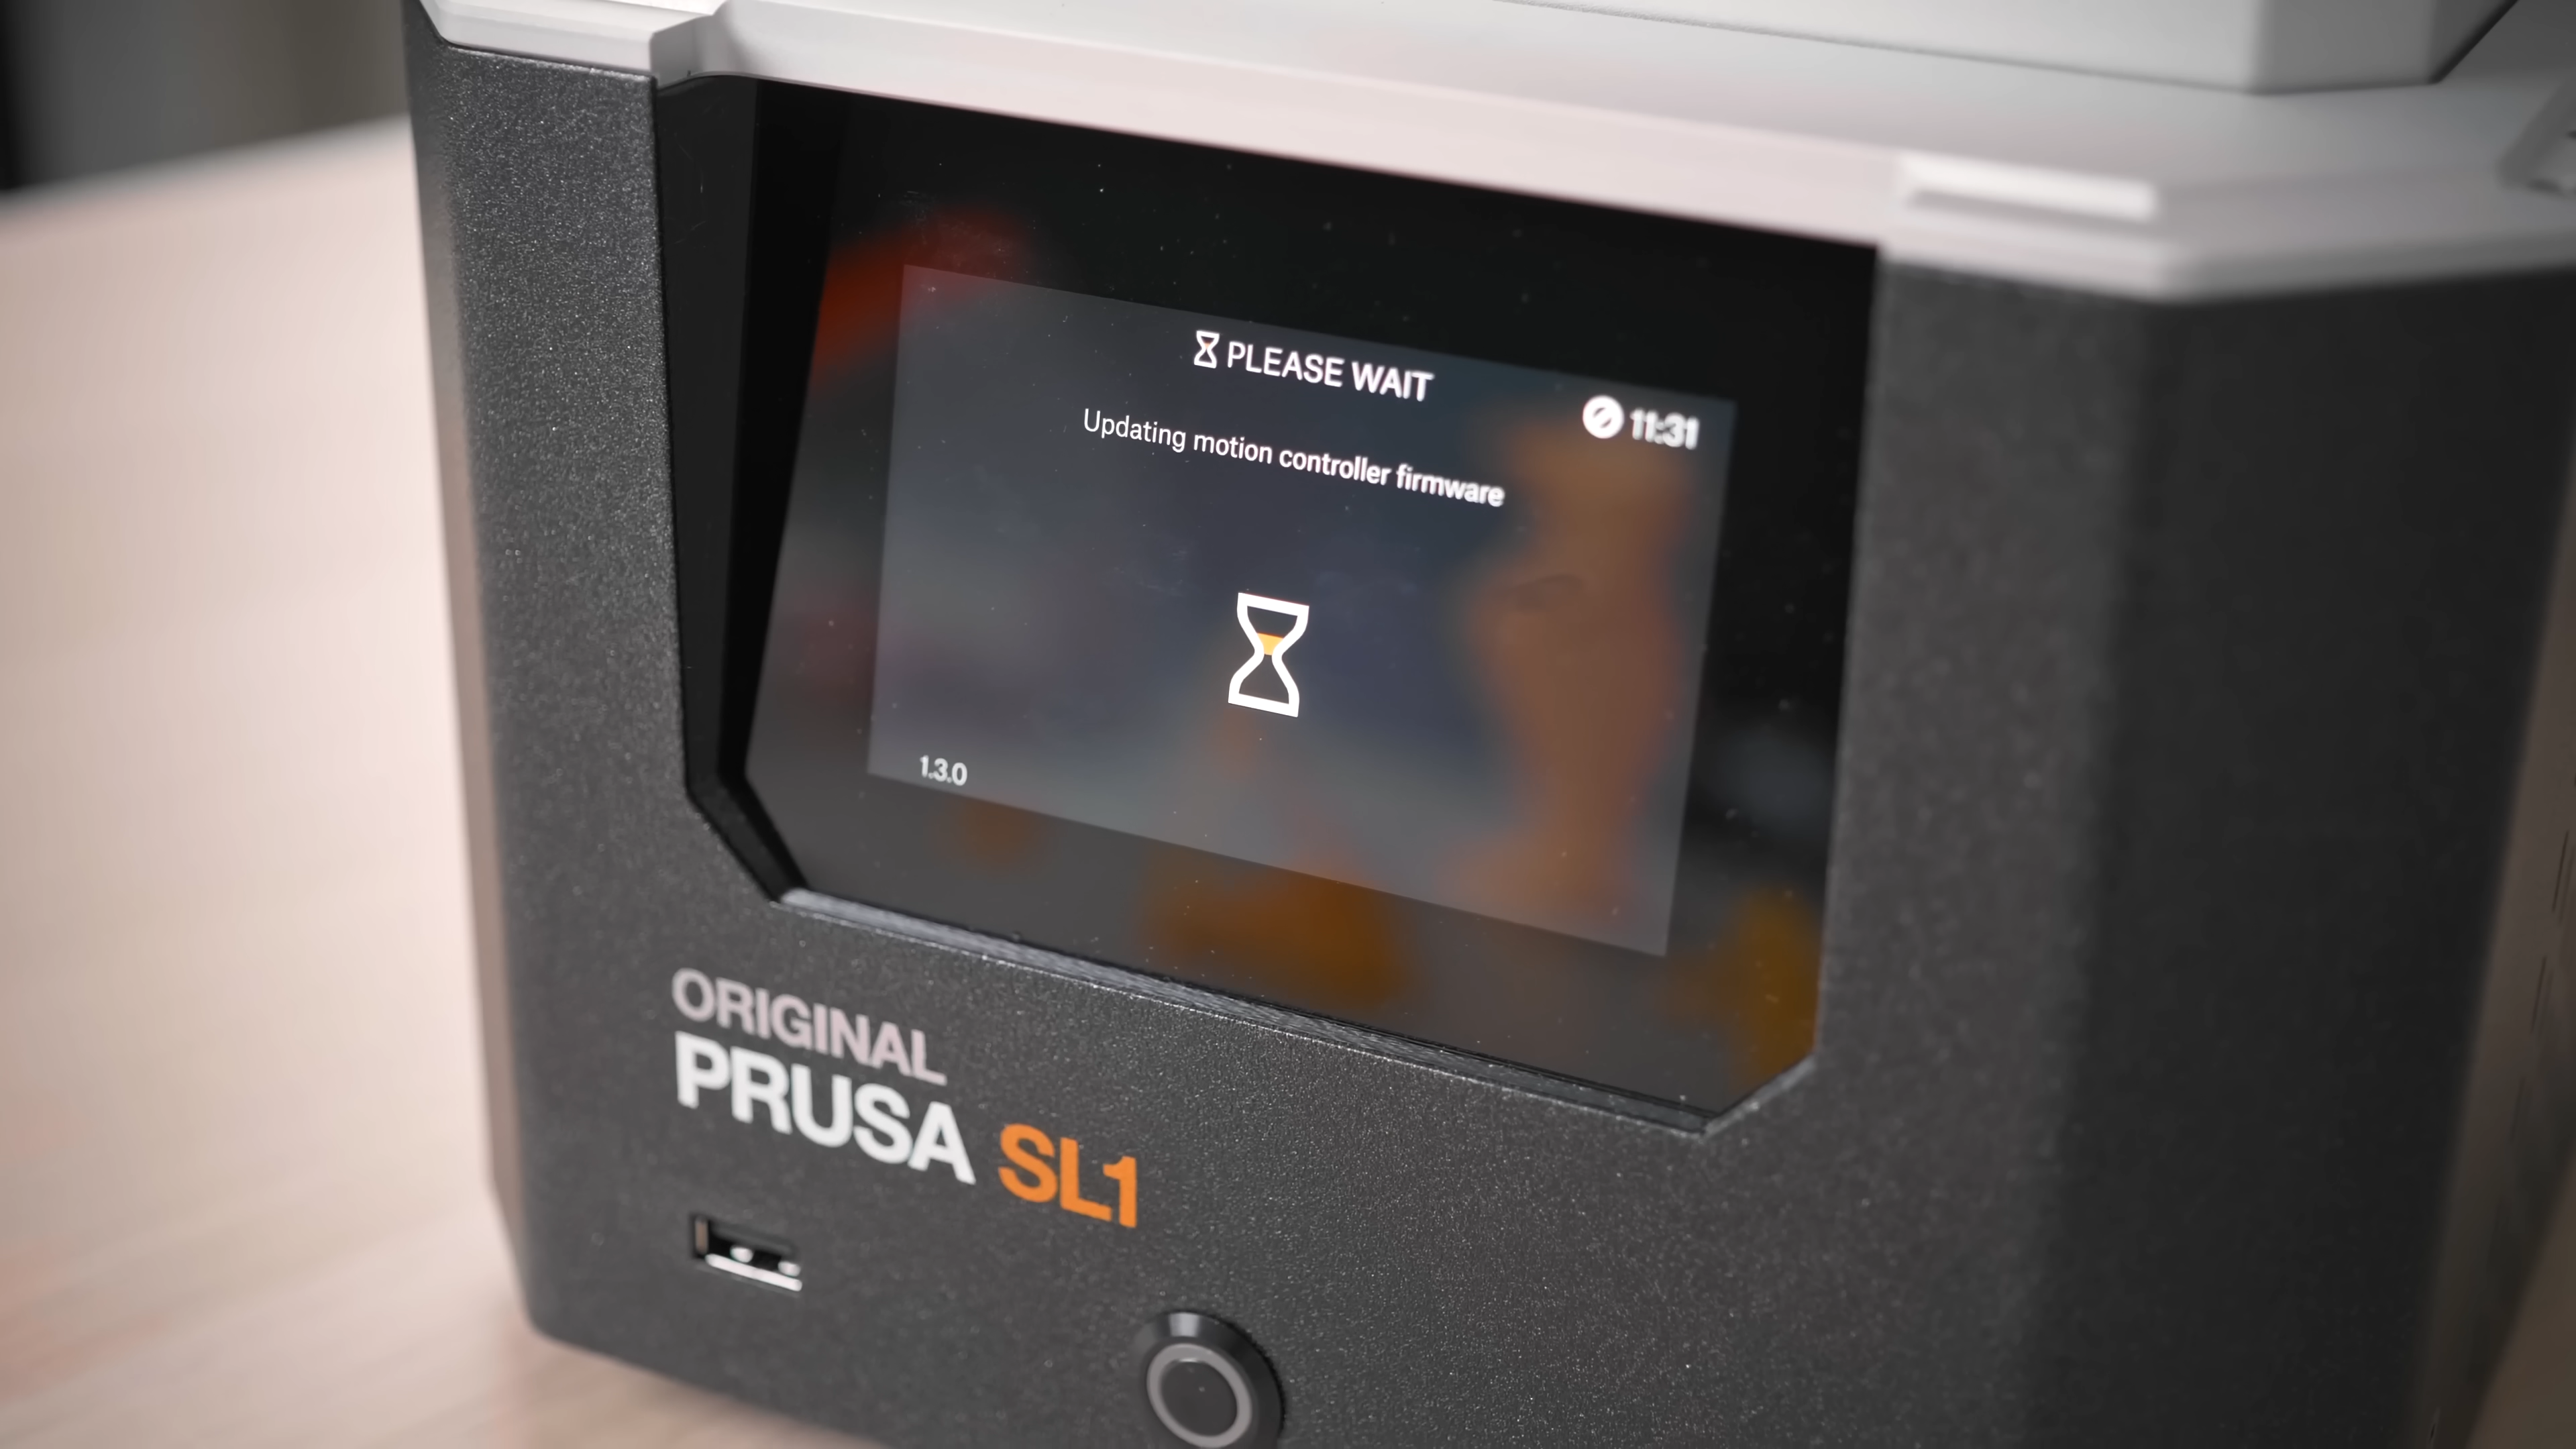 PLEASE WAIT
11:31
Updating motion controller firmware
1.3.0
ORIGINAL
PRUSA SL1